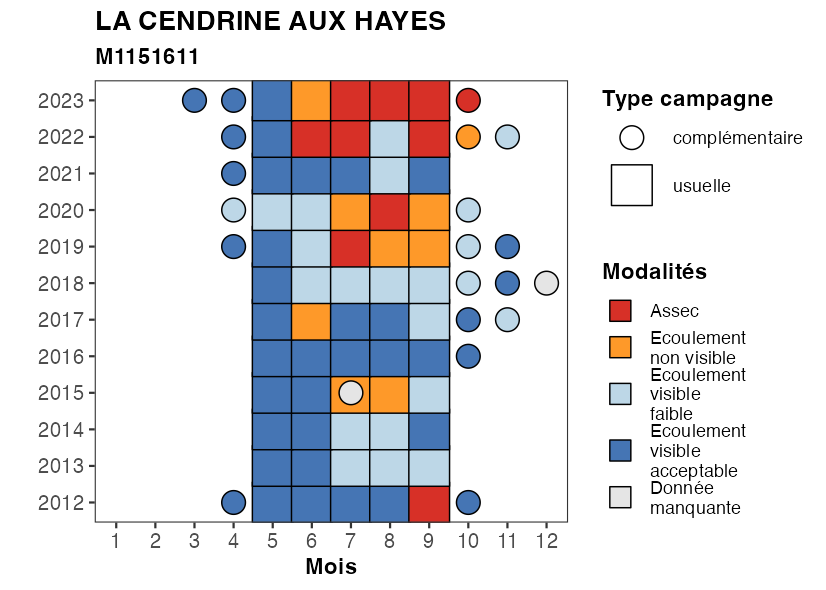 LA CENDRINE AUX HAYES
M1151611
2023
2022
2021
2020
2019
2018
2017
2016
2015
2014
2013
2012
1 2 3 4 5 6 7 8 9 10 11 12
Mois
Type campagne
complémentaire
usuelle
Modalités
Assec
Ecoulement
non visible
Ecoulement
visible
faible
Ecoulement
visible
acceptable
Donnée
manquante